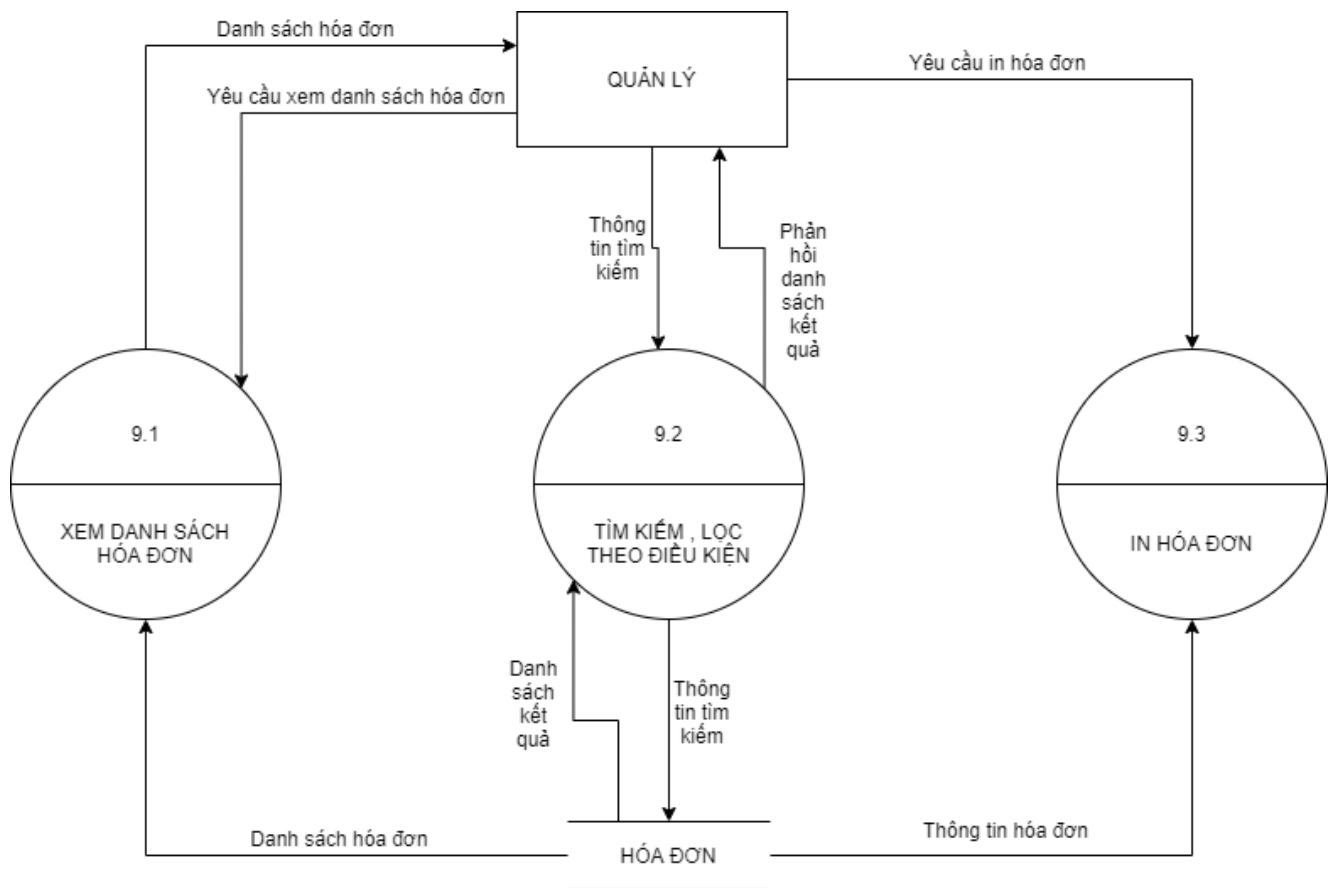 Danh sách hóa đơn
QUẢN LÝ
Yêu cầu in hóa đơn
Yêu cầu xem danh sách hóa đơn
Thông
tin tìm
kiếm
Phản
hồi
danh
sách
kết
quả
9.1
XEM DANH SÁCH
HÓA ĐƠN
9.2
TÌM KIẾM , LỌC
THEO ĐIỀU KIỆN
9.3
IN HÓA ĐƠN
Danh
sách
kết
quả
Thông
tin tìm
kiếm
Danh sách hóa đơn
HÓA ĐƠN
Thông tin hóa đơn